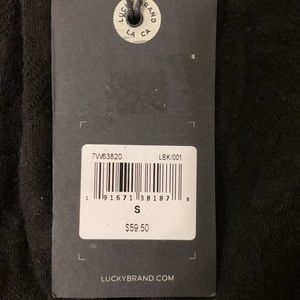 LUCKY BRAND
LA CA
7W63820 LBKI001
1 91671 38187 8
S
$59.50
LUCKYBRAND.COM